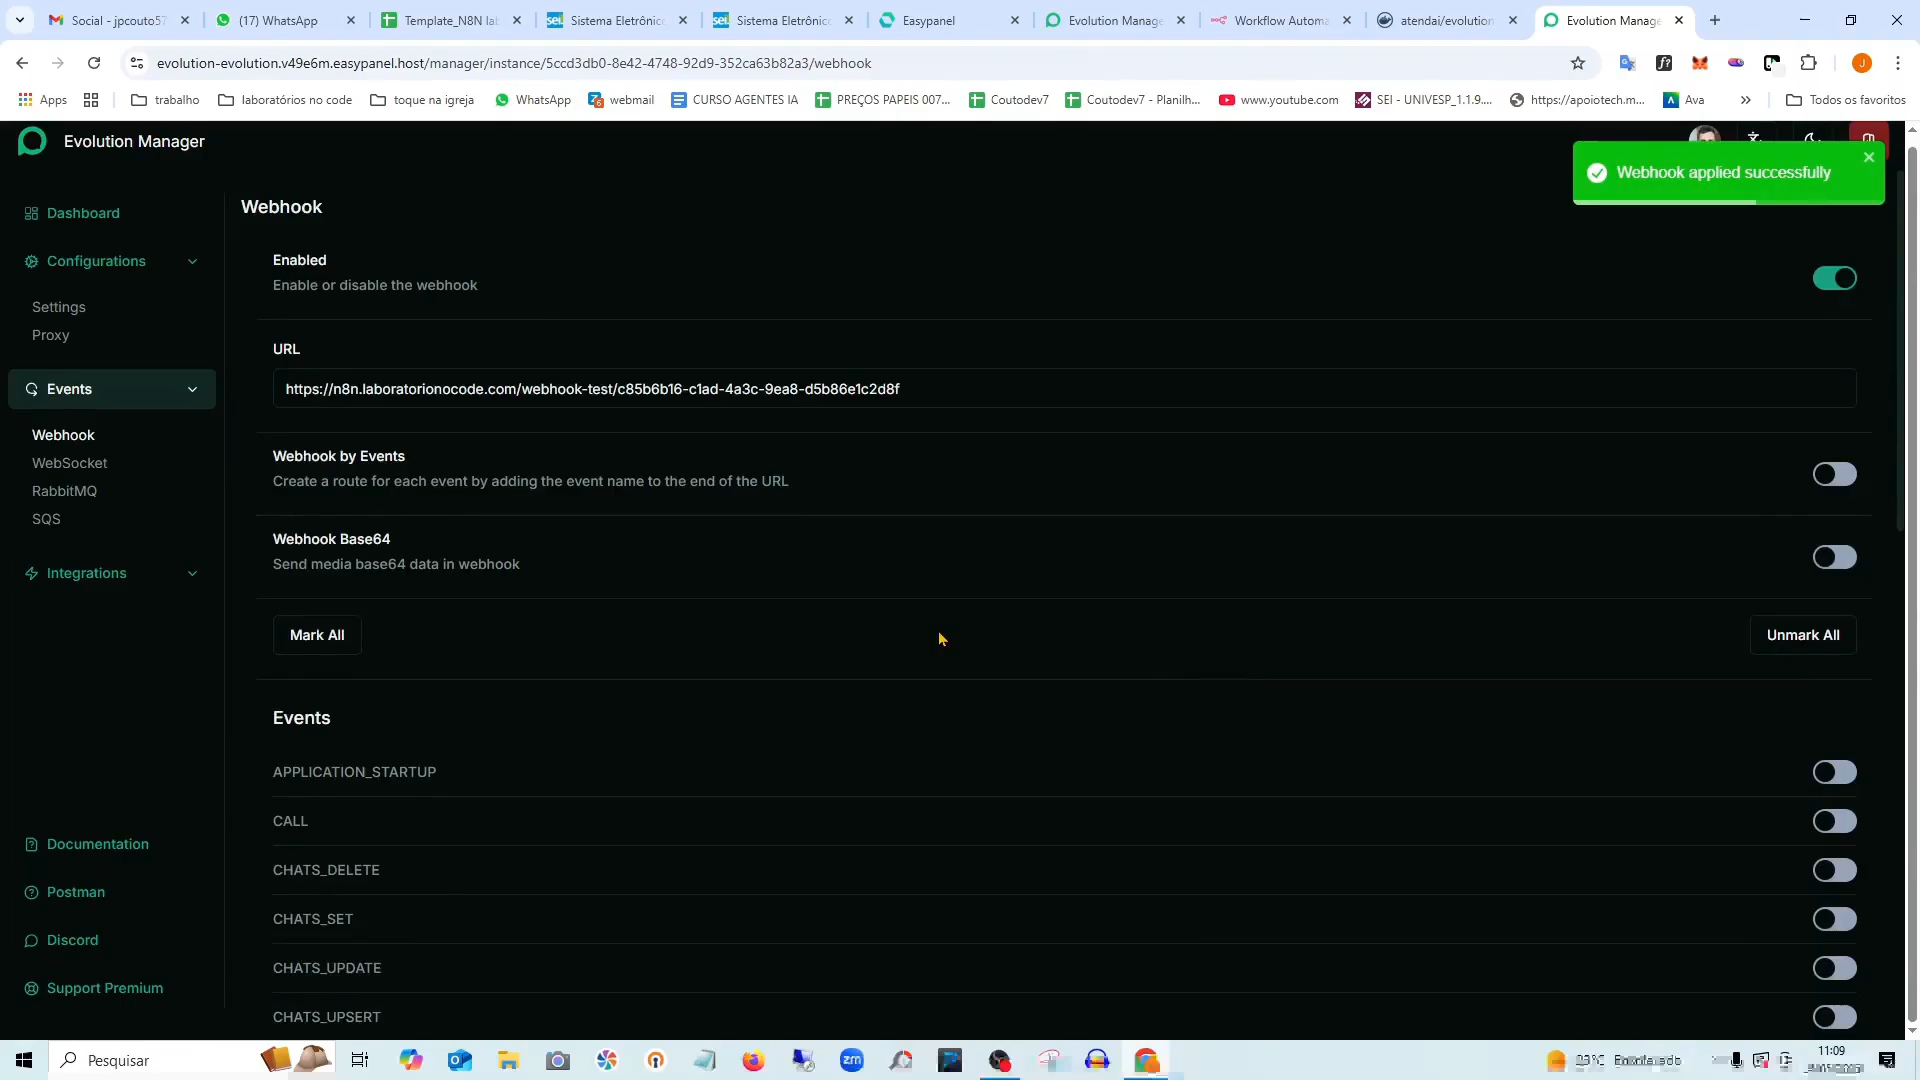 Social - jpcouto57
(17) WhatsApp
Template_N8N lab
Sistema Eletrônico
Sistema Eletrônico
Easypanel
Evolution Manage
Workflow Automa
atendai/evolution
Evolution Manage
evolution-evolution.v49e6m.easypanel.host/manager/instance/5ccd3db0-8e42-4748-92d9-352ca63b82a3/webhook
Apps
trabalho
laboratórios no code
toque na igreja
WhatsApp
webmail
CURSO AGENTES IA
PREÇOS PAPEIS 007...
Coutodev7
Coutodev7 - Planilh...
www.youtube.com
SEI - UNIVESP_1.1.9....
https://apoiotech.m...
Ava
Todos os favoritos
Evolution Manager
Webhook applied successfully
Dashboard
Configurations
Settings
Proxy
Events
Webhook
WebSocket
RabbitMQ
SQS
Integrations
Documentation
Postman
Discord
Support Premium
Webhook
Enabled
Enable or disable the webhook
URL
https://n8n.laboratorionocode.com/webhook-test/c85b6b16-c1ad-4a3c-9ea8-d5b86e1c2d8f
Webhook by Events
Create a route for each event by adding the event name to the end of the URL
Webhook Base64
Send media base64 data in webhook
Mark All
Unmark All
Events
APPLICATION_STARTUP
CALL
CHATS_DELETE
CHATS_SET
CHATS_UPDATE
CHATS_UPSERT
Pesquisar
zm
11:09